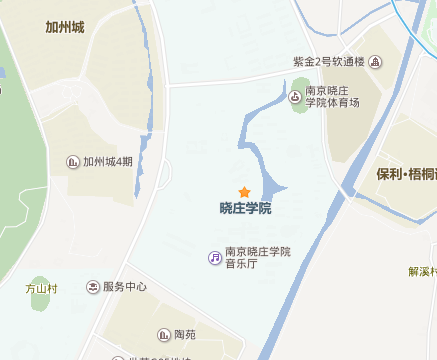 加州城
紫金2号软通楼
南京晓庄
学院体育场
加州城4期
保利·梧桐
晓庄学院
南京晓庄学院
音乐厅
解溪村
方山村
服务中心
陶苑